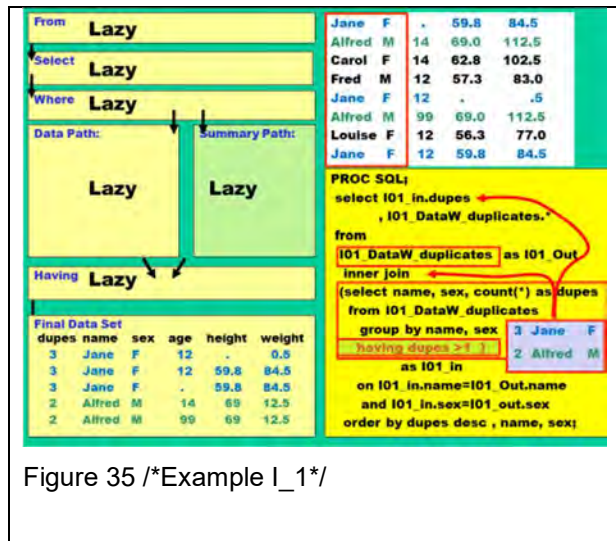 From
Lazy
Select
Lazy
Where
Lazy
Data Path:
Lazy
Summary Path:
Lazy
Having
Lazy
Final Data Set
dupes name sex age height weight
3 Jane F 12 . 0.5
3 Jane F 12 59.8 84.5
3 Jane F . 59.8 84.5
2 Alfred M 14 69 12.5
2 Alfred M 99 69 12.5
Jane F . 59.8 84.5
Alfred M 14 69.0 112.5
Carol F 14 62.8 102.5
Fred M 12 57.3 83.0
Jane F 12 . .5
Alfred M 99 69.0 112.5
Louise F 12 56.3 77.0
Jane F 12 59.8 84.5
PROC SQL;
select I01_in.dupes
, I01_DataW_duplicates.*
from
I01_DataW_duplicates as I01_Out
inner join
(select name, sex, count(*) as dupes
from I01_DataW_duplicates
group by name, sex
having dupes >1 )
3 Jane F
2 Alfred M
as I01_in
on I01_in.name=I01_Out.name
and I01_in.sex=I01_out.sex
order by dupes desc , name, sex;
Figure 35 /*Example I_1*/